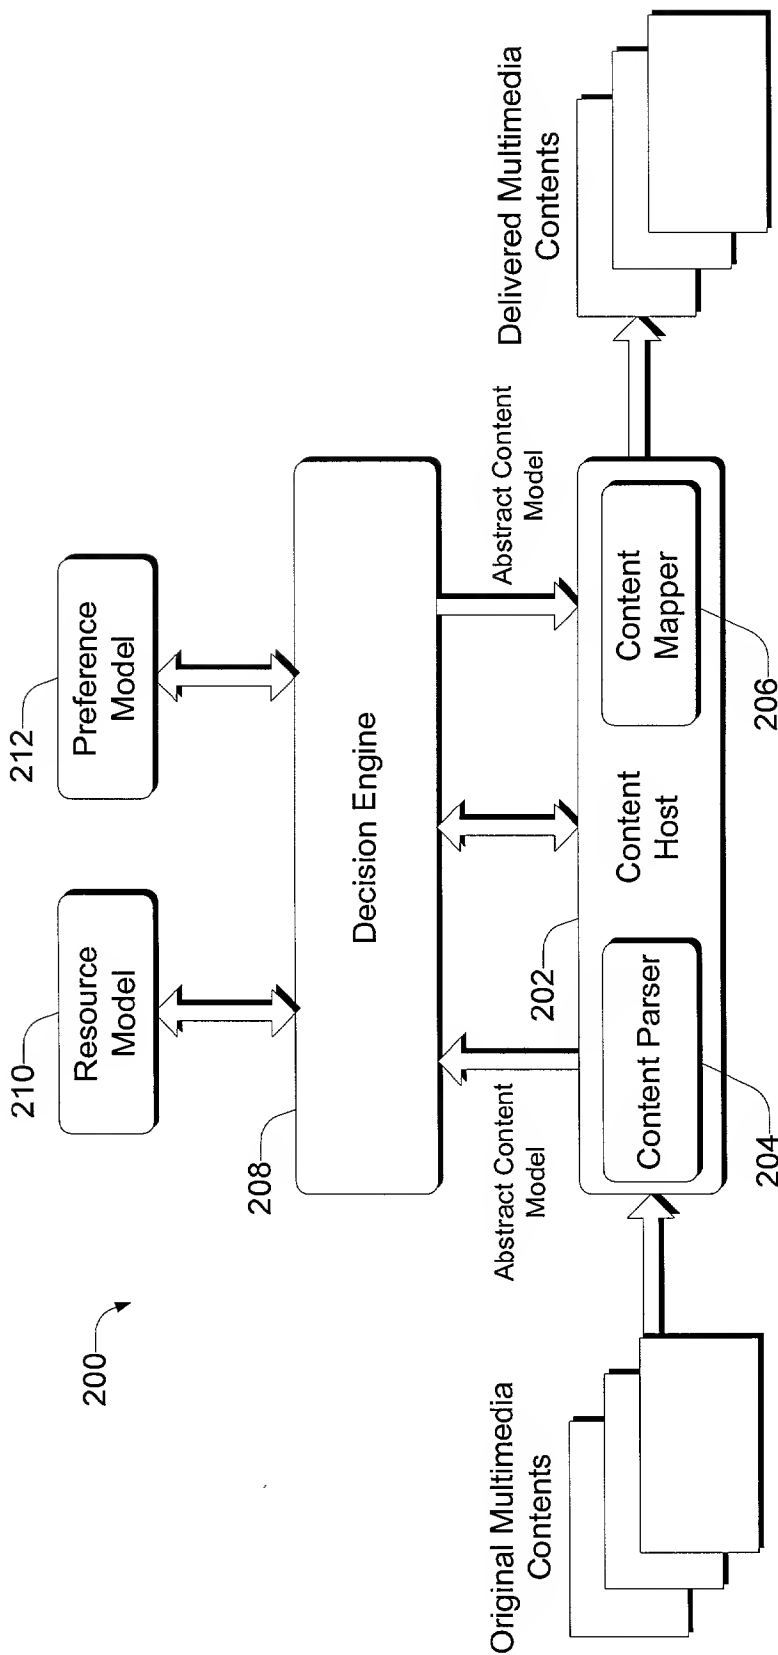 200
210
212
Resource
Model
Preference
Model
208
Decision Engine
Abstract Content
Model
Abstract Content
Model
202
Original Multimedia
Contents
Content Parser
Content
Host
Content
Mapper
204
206
Delivered Multimedia
Contents